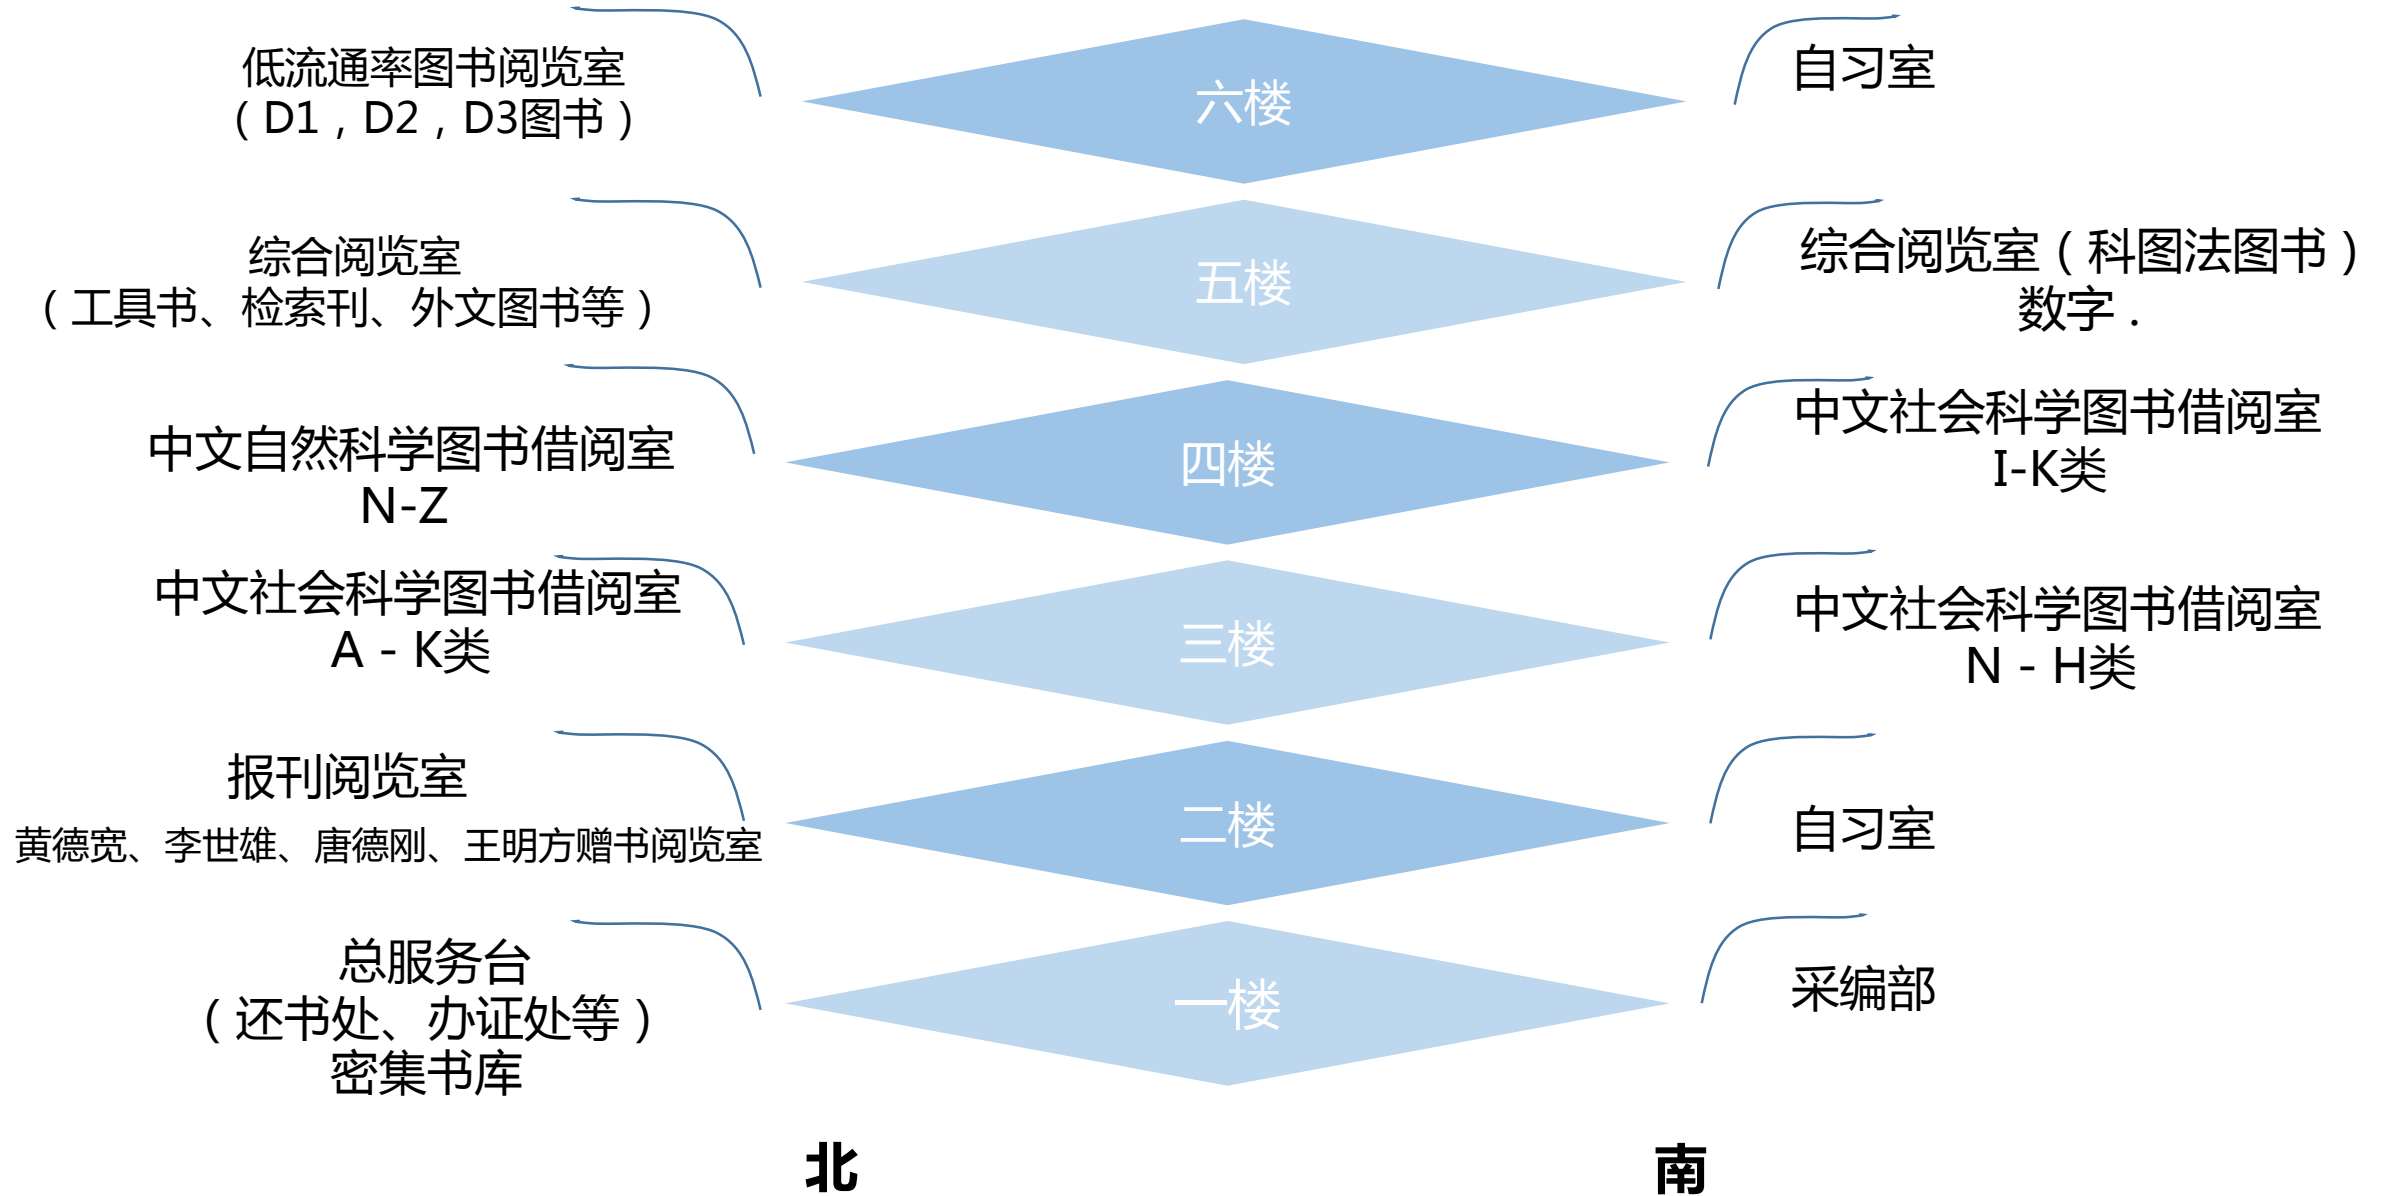 低流通率图书阅览室
（D1，D2，D3图书）
六楼
自习室
综合阅览室
（工具书、检索刊、外文图书等）
五楼
综合阅览室（科图法图书）
数字．
中文自然科学图书借阅室
N-Z
四楼
中文社会科学图书借阅室
I-K类
中文社会科学图书借阅室
A - K类
三楼
中文社会科学图书借阅室
N - H类
报刊阅览室
黄德宽、李世雄、唐德刚、王明方赠书阅览室
二楼
自习室
总服务台
（还书处、办证处等）
密集书库
一楼
采编部
北
南